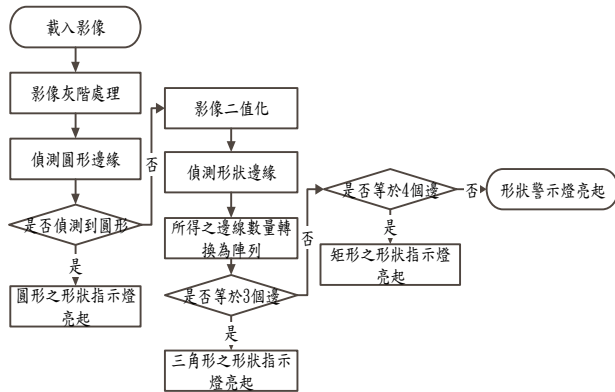 載入影像
影像灰階處理
偵測圓形邊緣
是否偵測到圓形
是
圓形之形狀指示燈
亮起
否
影像二值化
偵測形狀邊緣
所得之邊線數量轉
換為陣列
是否等於3個邊
是
三角形之形狀指示
燈亮起
否
是否等於4個邊
是
矩形之形狀指示燈
亮起
否
形狀警示燈亮起